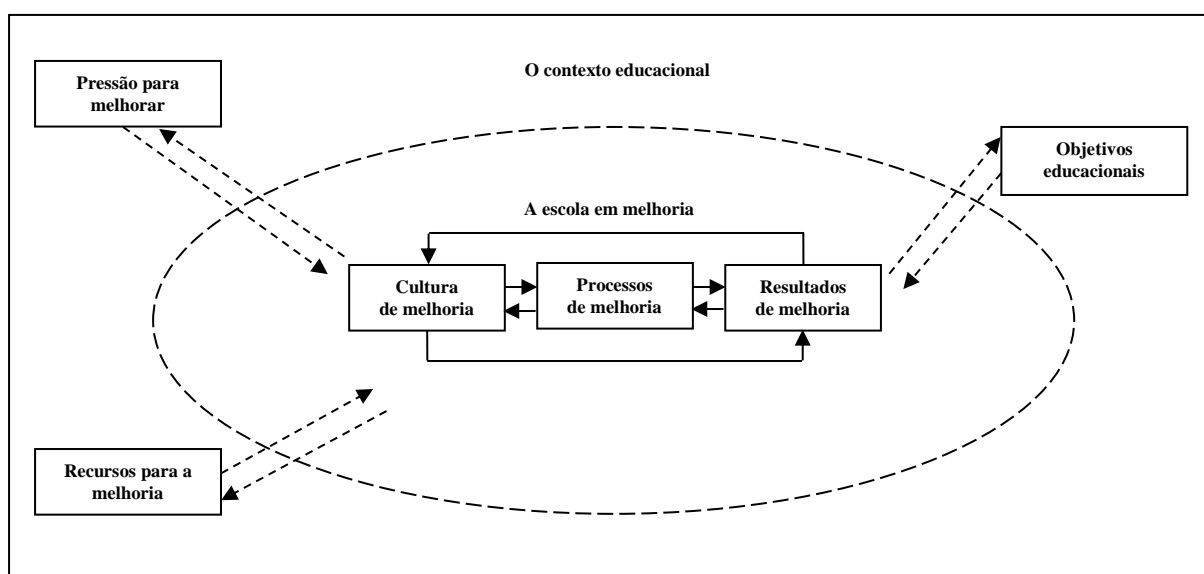 O contexto educacional
Pressão para
melhorar
Objetivos
educacionais
A escola em melhoria
Cultura
de melhoria
Processos
de melhoria
Resultados
de melhoria
Recursos para a
melhoria